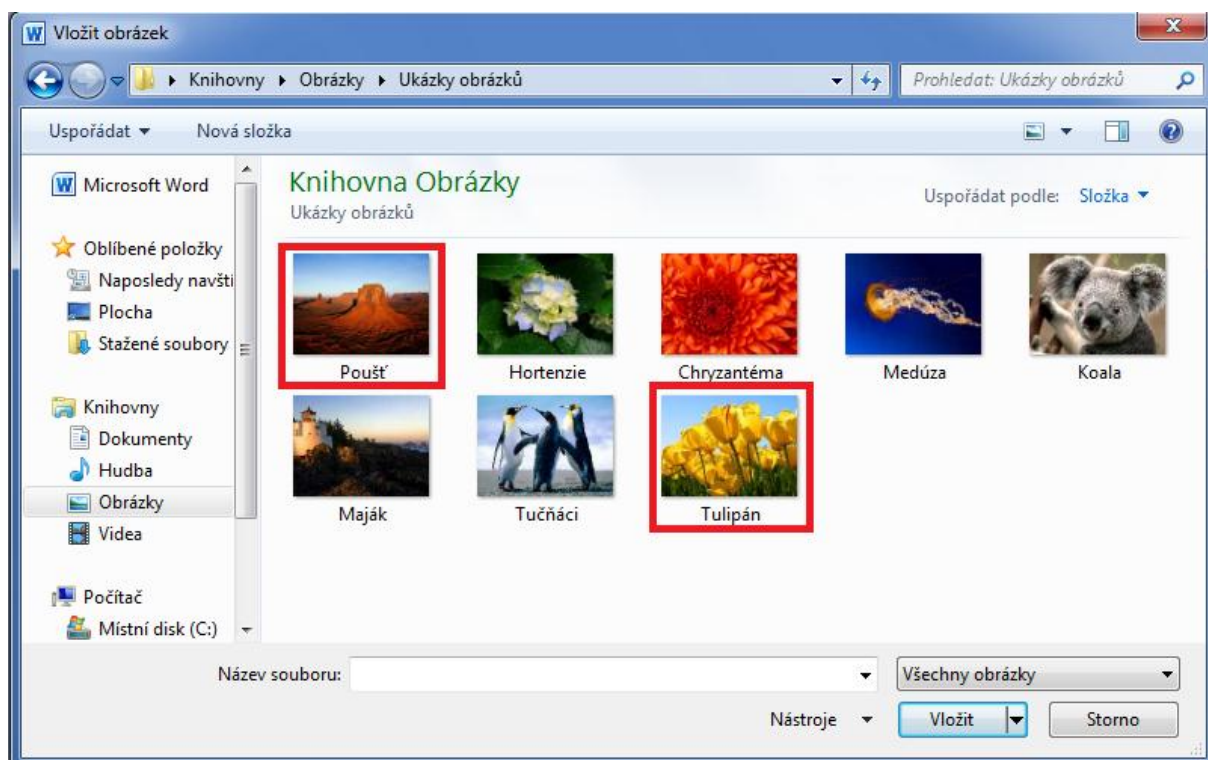 Vložit obrázek
Knihovny ▸ Obrázky ▸ Ukázky obrázků
Prohledat: Ukázky obrázků
Uspořádat
Nová složka
Microsoft Word
Oblíbené položky
Naposledy navšti
Plocha
Stažené soubory
Knihovny
Dokumenty
Hudba
Obrázky
Videa
Počítač
Místní disk (C:)
Knihovna Obrázky
Ukázky obrázků
Uspořádat podle: Složka
Poušť
Hortenzie
Chryzantéma
Medúza
Koala
Maják
Tučňáci
Tulipán
Název souboru:
Všechny obrázky
Nástroje
Vložit
Storno